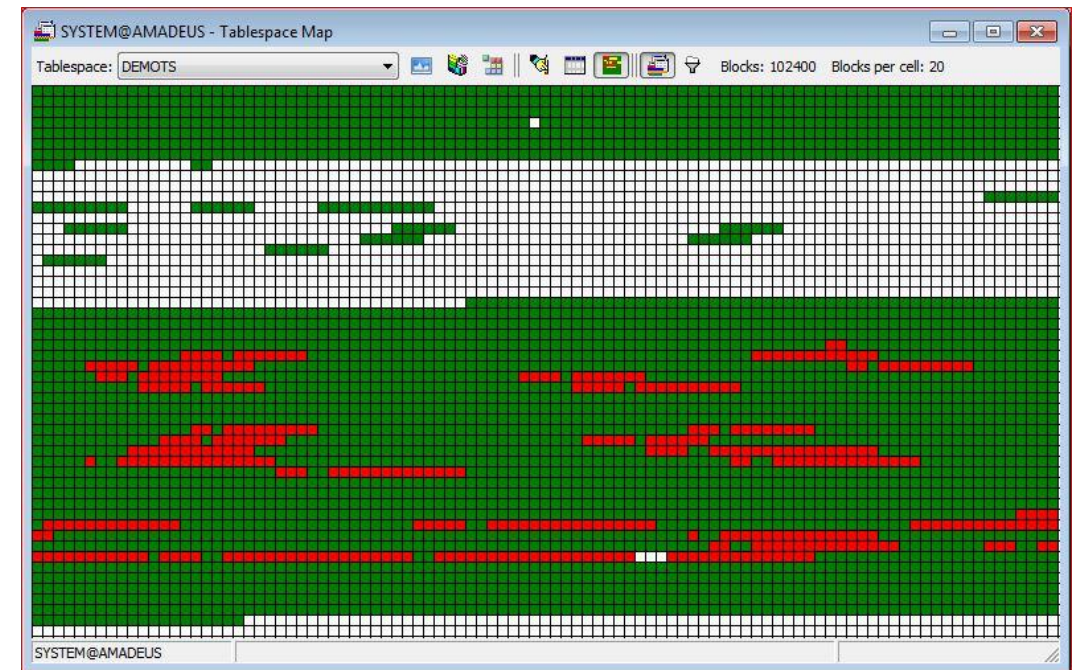 SYSTEM@AMADEUS - Tablespace Map
Tablespace: DEMOTS Blocks: 102400 Blocks per cell: 20
SYSTEM@AMADEUS